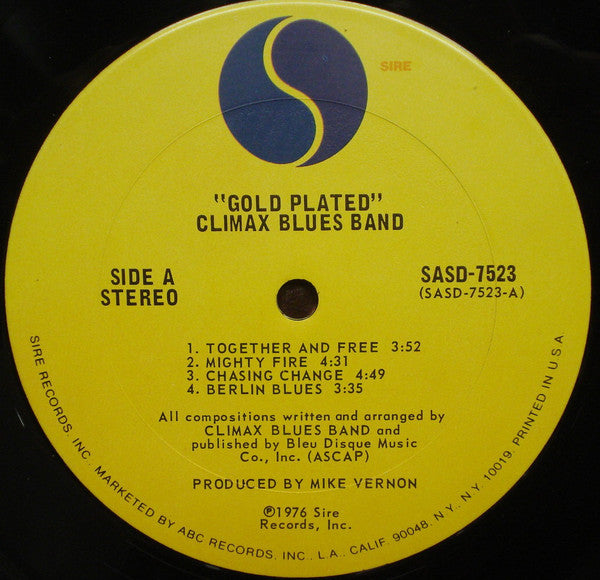 SIRE
"GOLD PLATED"
CLIMAX BLUES BAND
SIDE A
STEREO
SASD-7523
(SASD-7523-A)
1. TOGETHER AND FREE 3:52
2. MIGHTY FIRE 4:31
3. CHASING CHANGE 4:49
4. BERLIN BLUES 3:35
All compositions written and arranged by
CLIMAX BLUES BAND and
published by Bleu Disque Music
Co., Inc. (ASCAP)
PRODUCED BY MIKE VERNON
℗1976 Sire
Records, Inc.
SIRE RECORDS, INC. MARKETED BY ABC RECORDS, INC., L.A., CALIF. 90048, N.Y., N.Y. 10019. PRINTED IN U S A